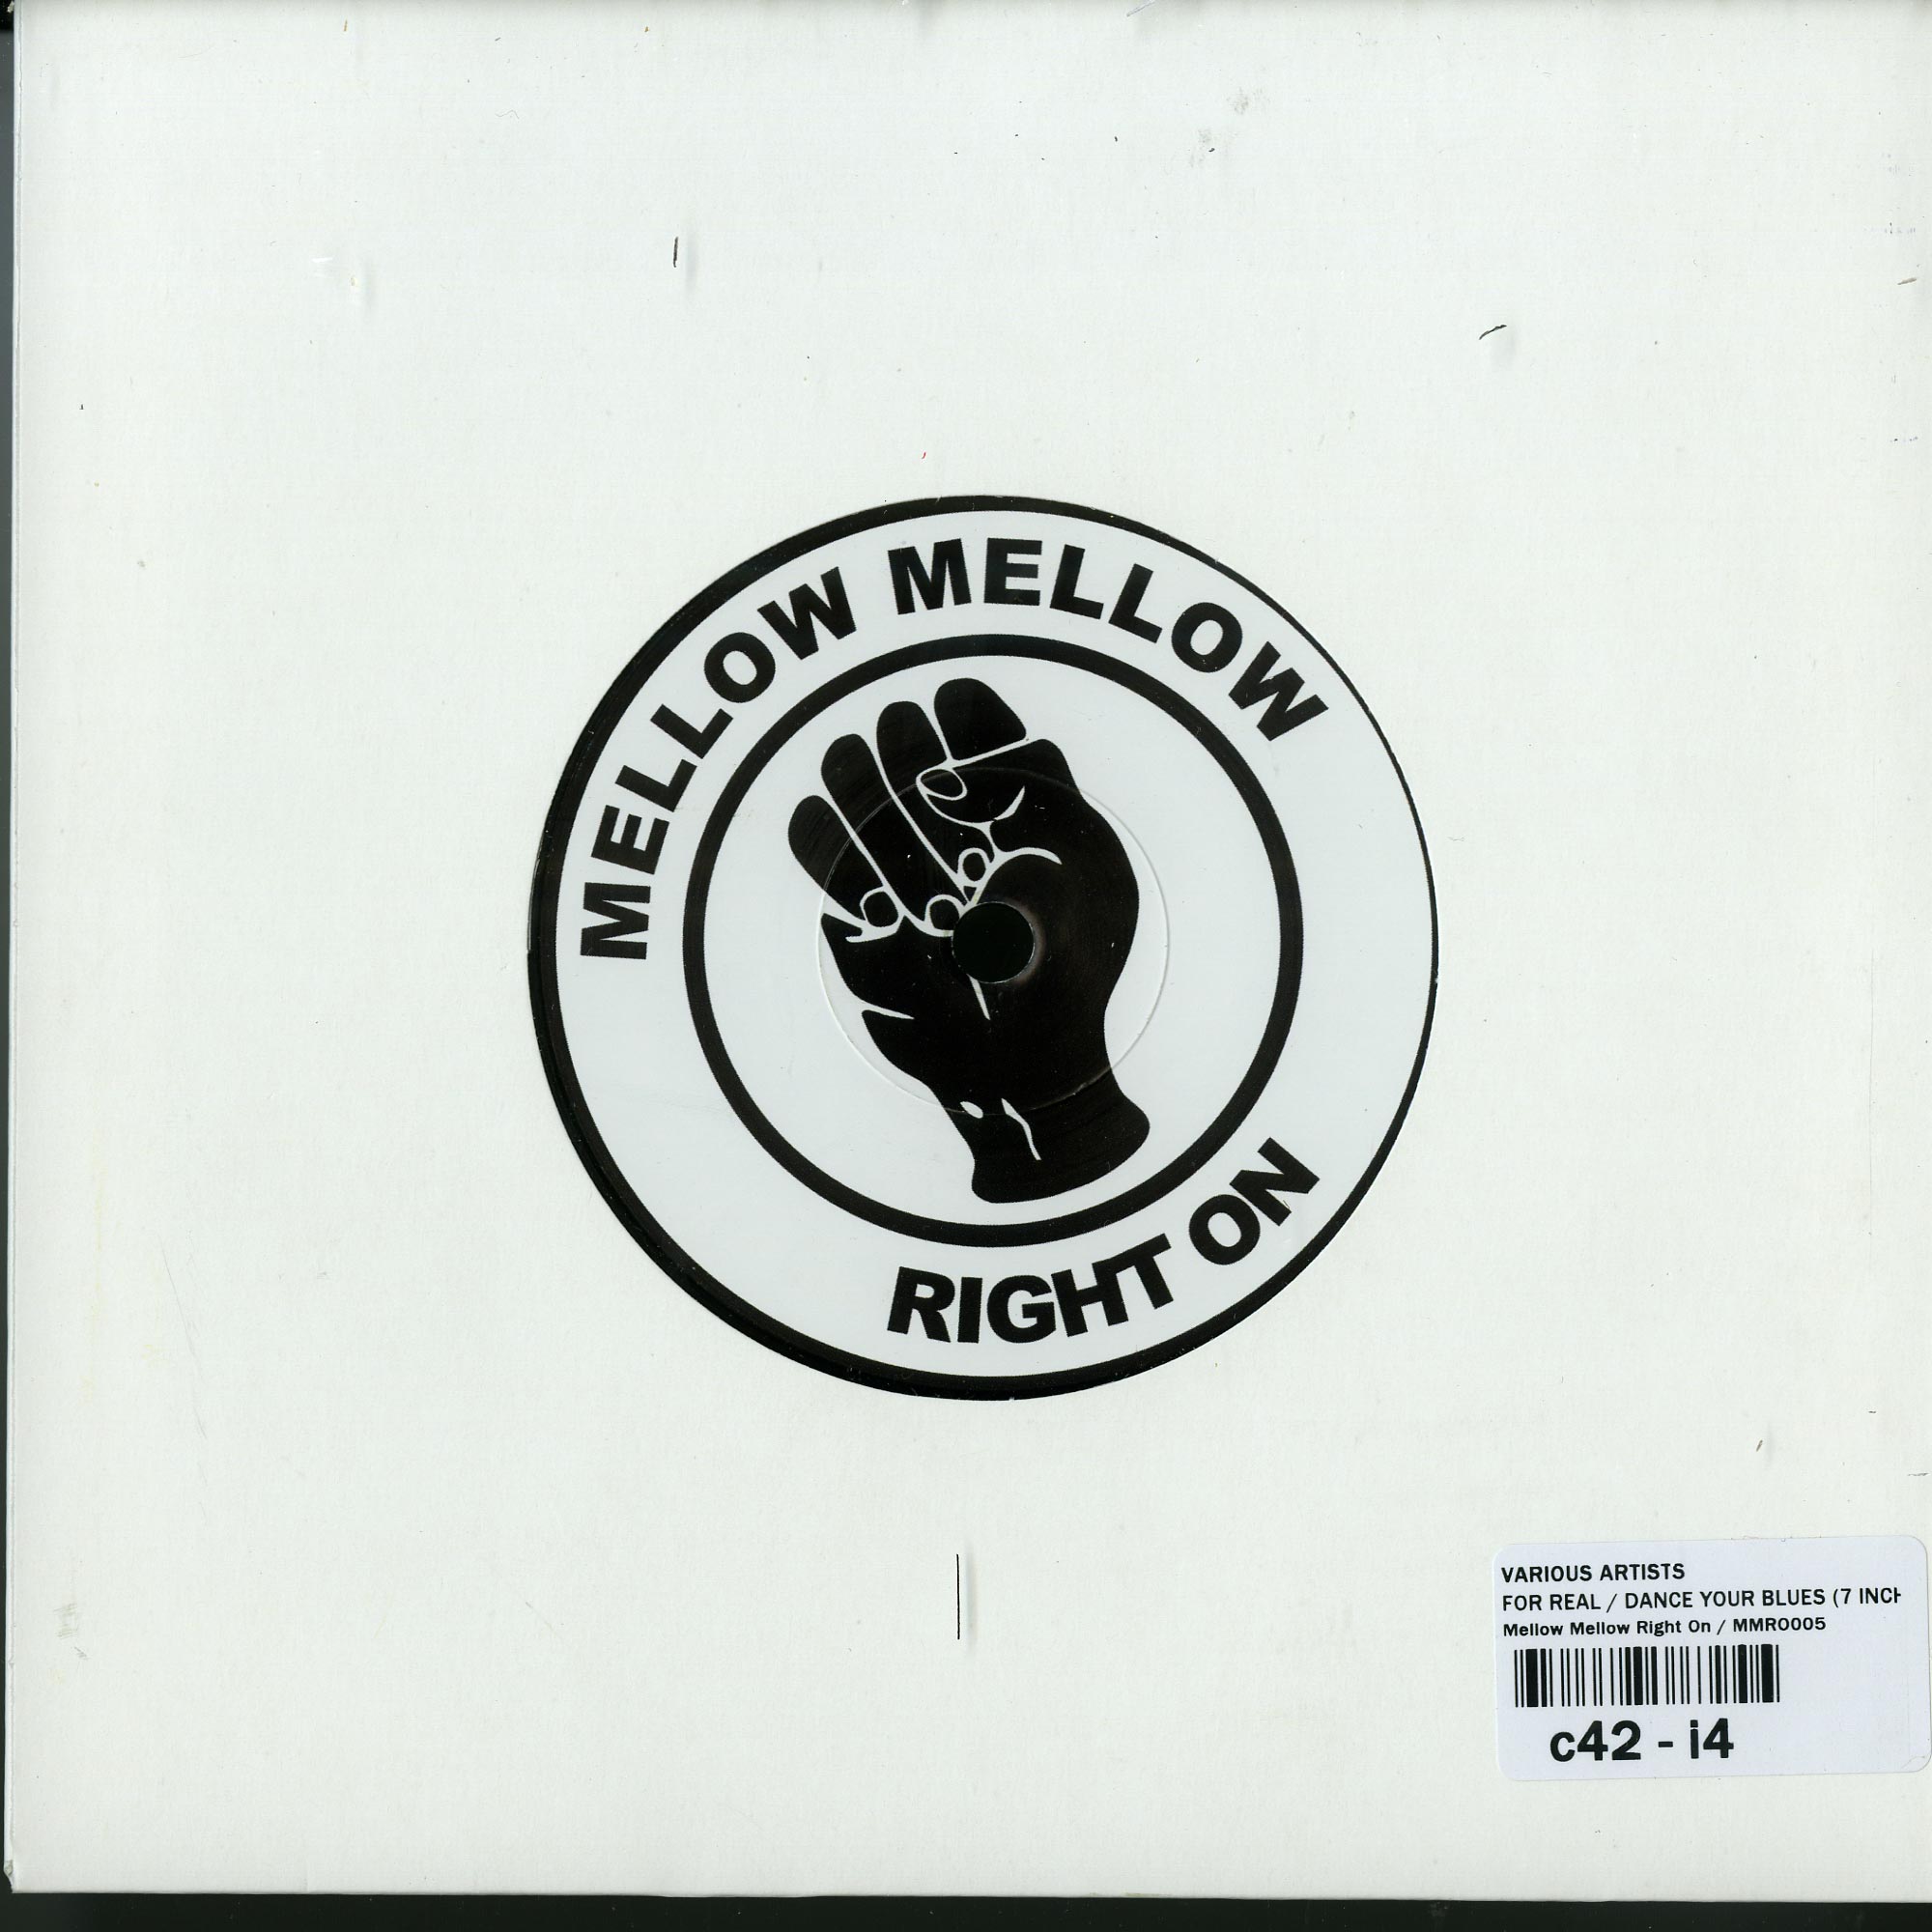 MELLOW MELLOW
RIGHT ON
VARIOUS ARTISTS
FOR REAL / DANCE YOUR BLUES (7 INCH
Mellow Mellow Right On / MMRO005
c42 - i4